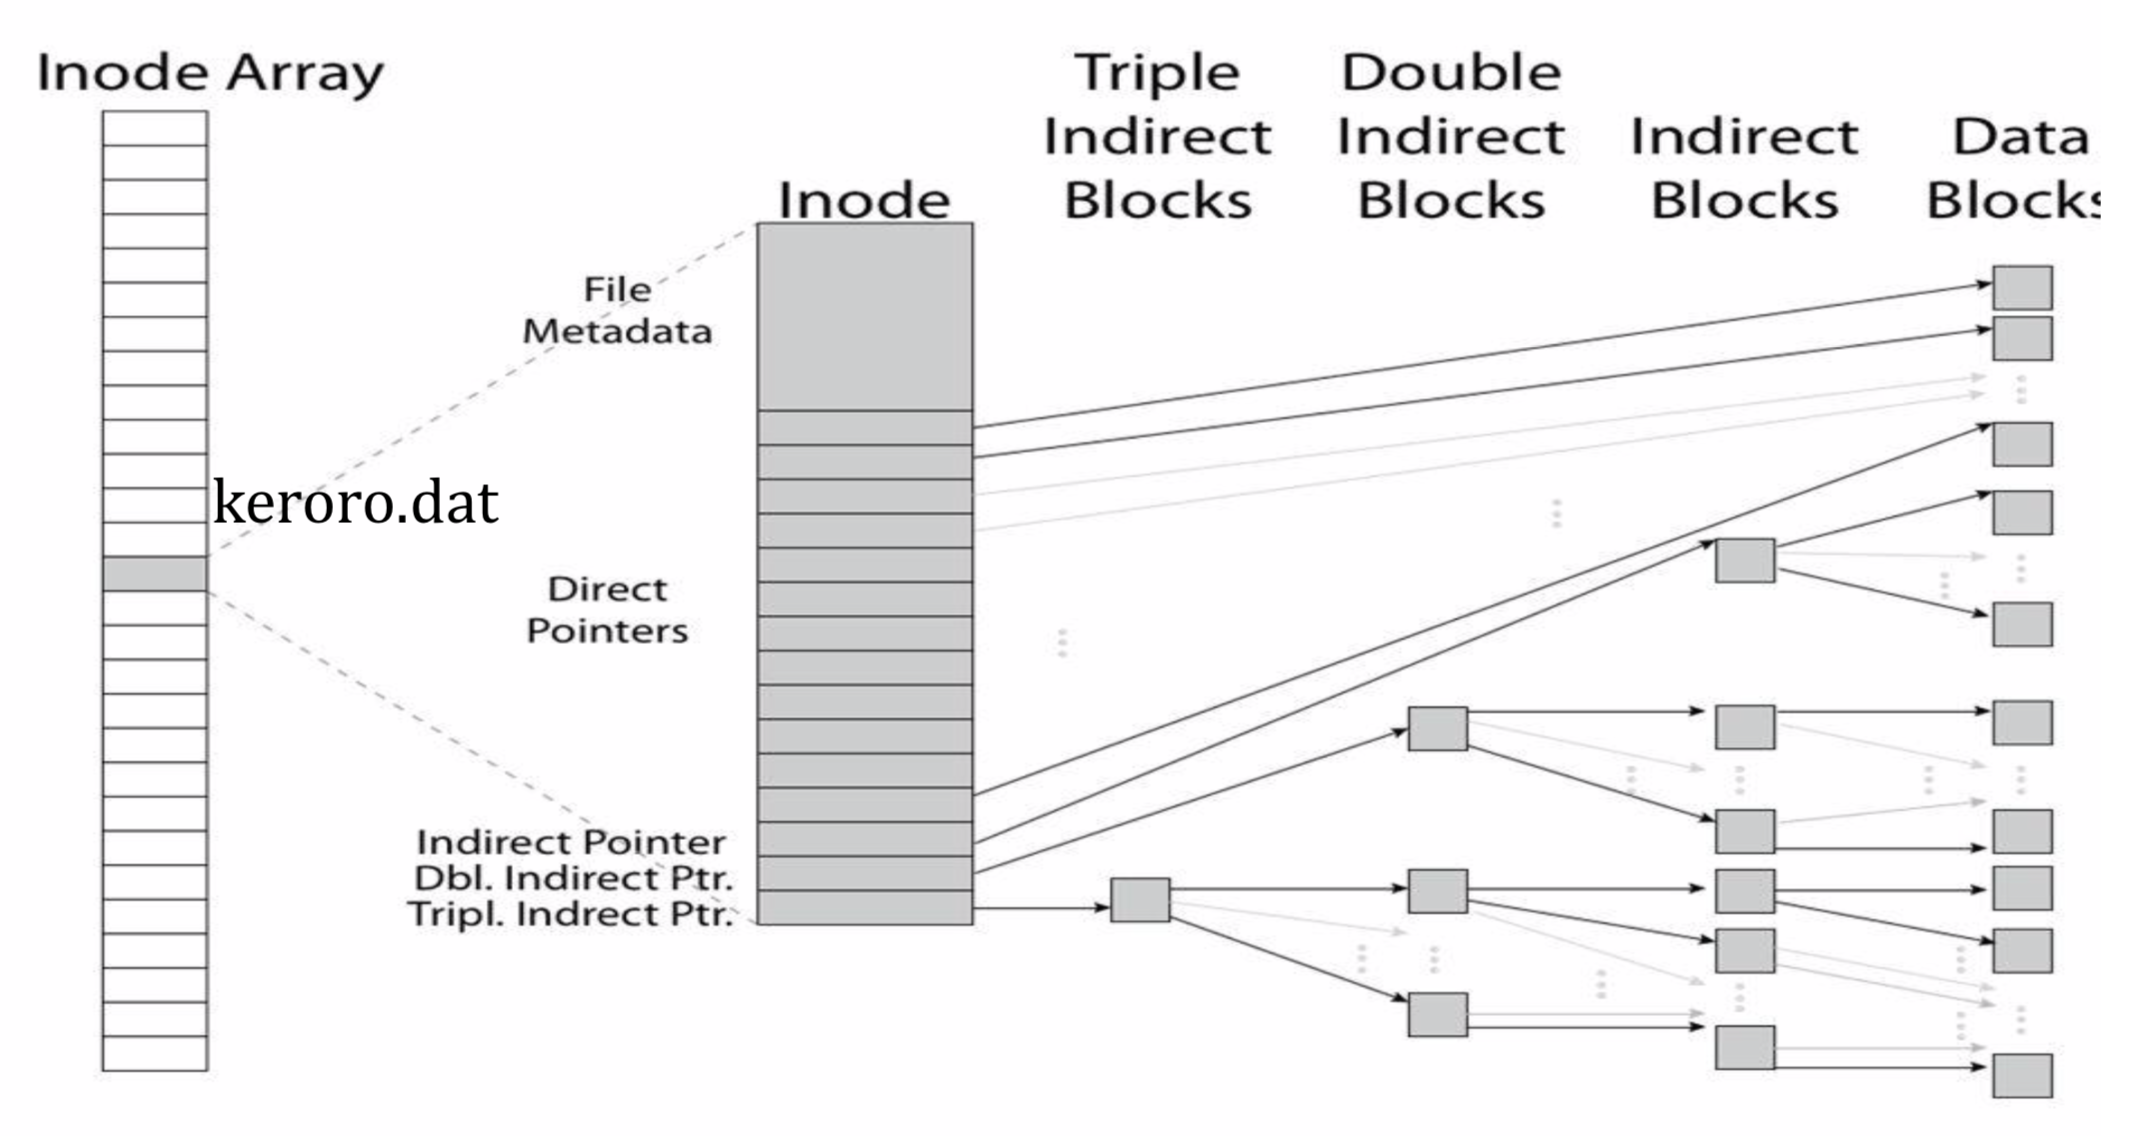 Inode Array
Triple
Indirect
Blocks
Double
Indirect
Blocks
Indirect
Blocks
Data
Blocks
Inode
File
Metadata
keroro.dat
Direct
Pointers
Indirect Pointer
Dbl. Indirect Ptr.
Tripl. Indrect Ptr.